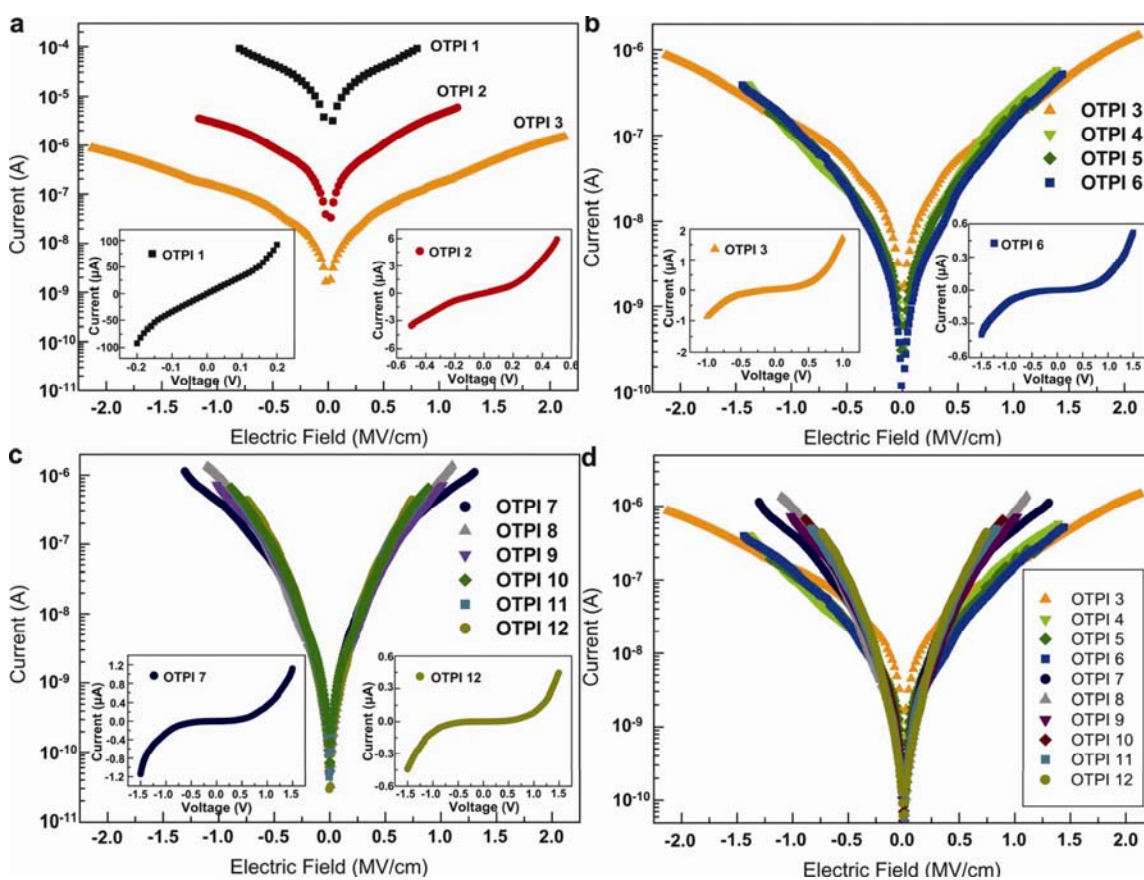 a
Current (A)
10-4
10-5
10-6
10-7
10-8
10-9
10-10
10-11
OTPI 1
OTPI 2
OTPI 3
Current (µA)
100
50
0
-50
-100
OTPI 1
-0.2 -0.1 0.0 0.1 0.2
Voltage (V)
Current (µA)
6
3
0
-3
-6
OTPI 2
-0.6 -0.4 -0.2 0.0 0.2 0.4 0.6
Voltage (V)
-2.0 -1.5 -1.0 -0.5 0.0 0.5 1.0 1.5 2.0
Electric Field (MV/cm)
b
Current (A)
10-6
10-7
10-8
10-9
10-10
OTPI 3
OTPI 4
OTPI 5
OTPI 6
Current (µA)
2
1
0
-1
-2
OTPI 3
-1.0 -0.5 0.0 0.5 1.0
Voltage (V)
Current (µA)
0.6
0.3
0.0
-0.3
-0.6
OTPI 6
-1.5 -1.0 -0.5 0.0 0.5 1.0 1.5
Voltage (V)
-2.0 -1.5 -1.0 -0.5 0.0 0.5 1.0 1.5 2.0
Electric Field (MV/cm)
c
Current (A)
10-6
10-7
10-8
10-9
10-10
10-11
OTPI 7
OTPI 8
OTPI 9
OTPI 10
OTPI 11
OTPI 12
Current (µA)
1.2
0.8
0.4
0.0
-0.4
-0.8
-1.2
OTPI 7
-1.5 -1.0 -0.5 0.0 0.5 1.0 1.5
Voltage (V)
Current (µA)
0.6
0.3
0.0
-0.3
-0.6
OTPI 12
-1.5 -1.0 -0.5 0.0 0.5 1.0 1.5
Voltage (V)
-2.0 -1.5 -1.0 -0.5 0.0 0.5 1.0 1.5 2.0
Electric Field (MV/cm)
d
Current (A)
10-6
10-7
10-8
10-9
10-10
OTPI 3
OTPI 4
OTPI 5
OTPI 6
OTPI 7
OTPI 8
OTPI 9
OTPI 10
OTPI 11
OTPI 12
-2.0 -1.5 -1.0 -0.5 0.0 0.5 1.0 1.5 2.0
Electric Field (MV/cm)